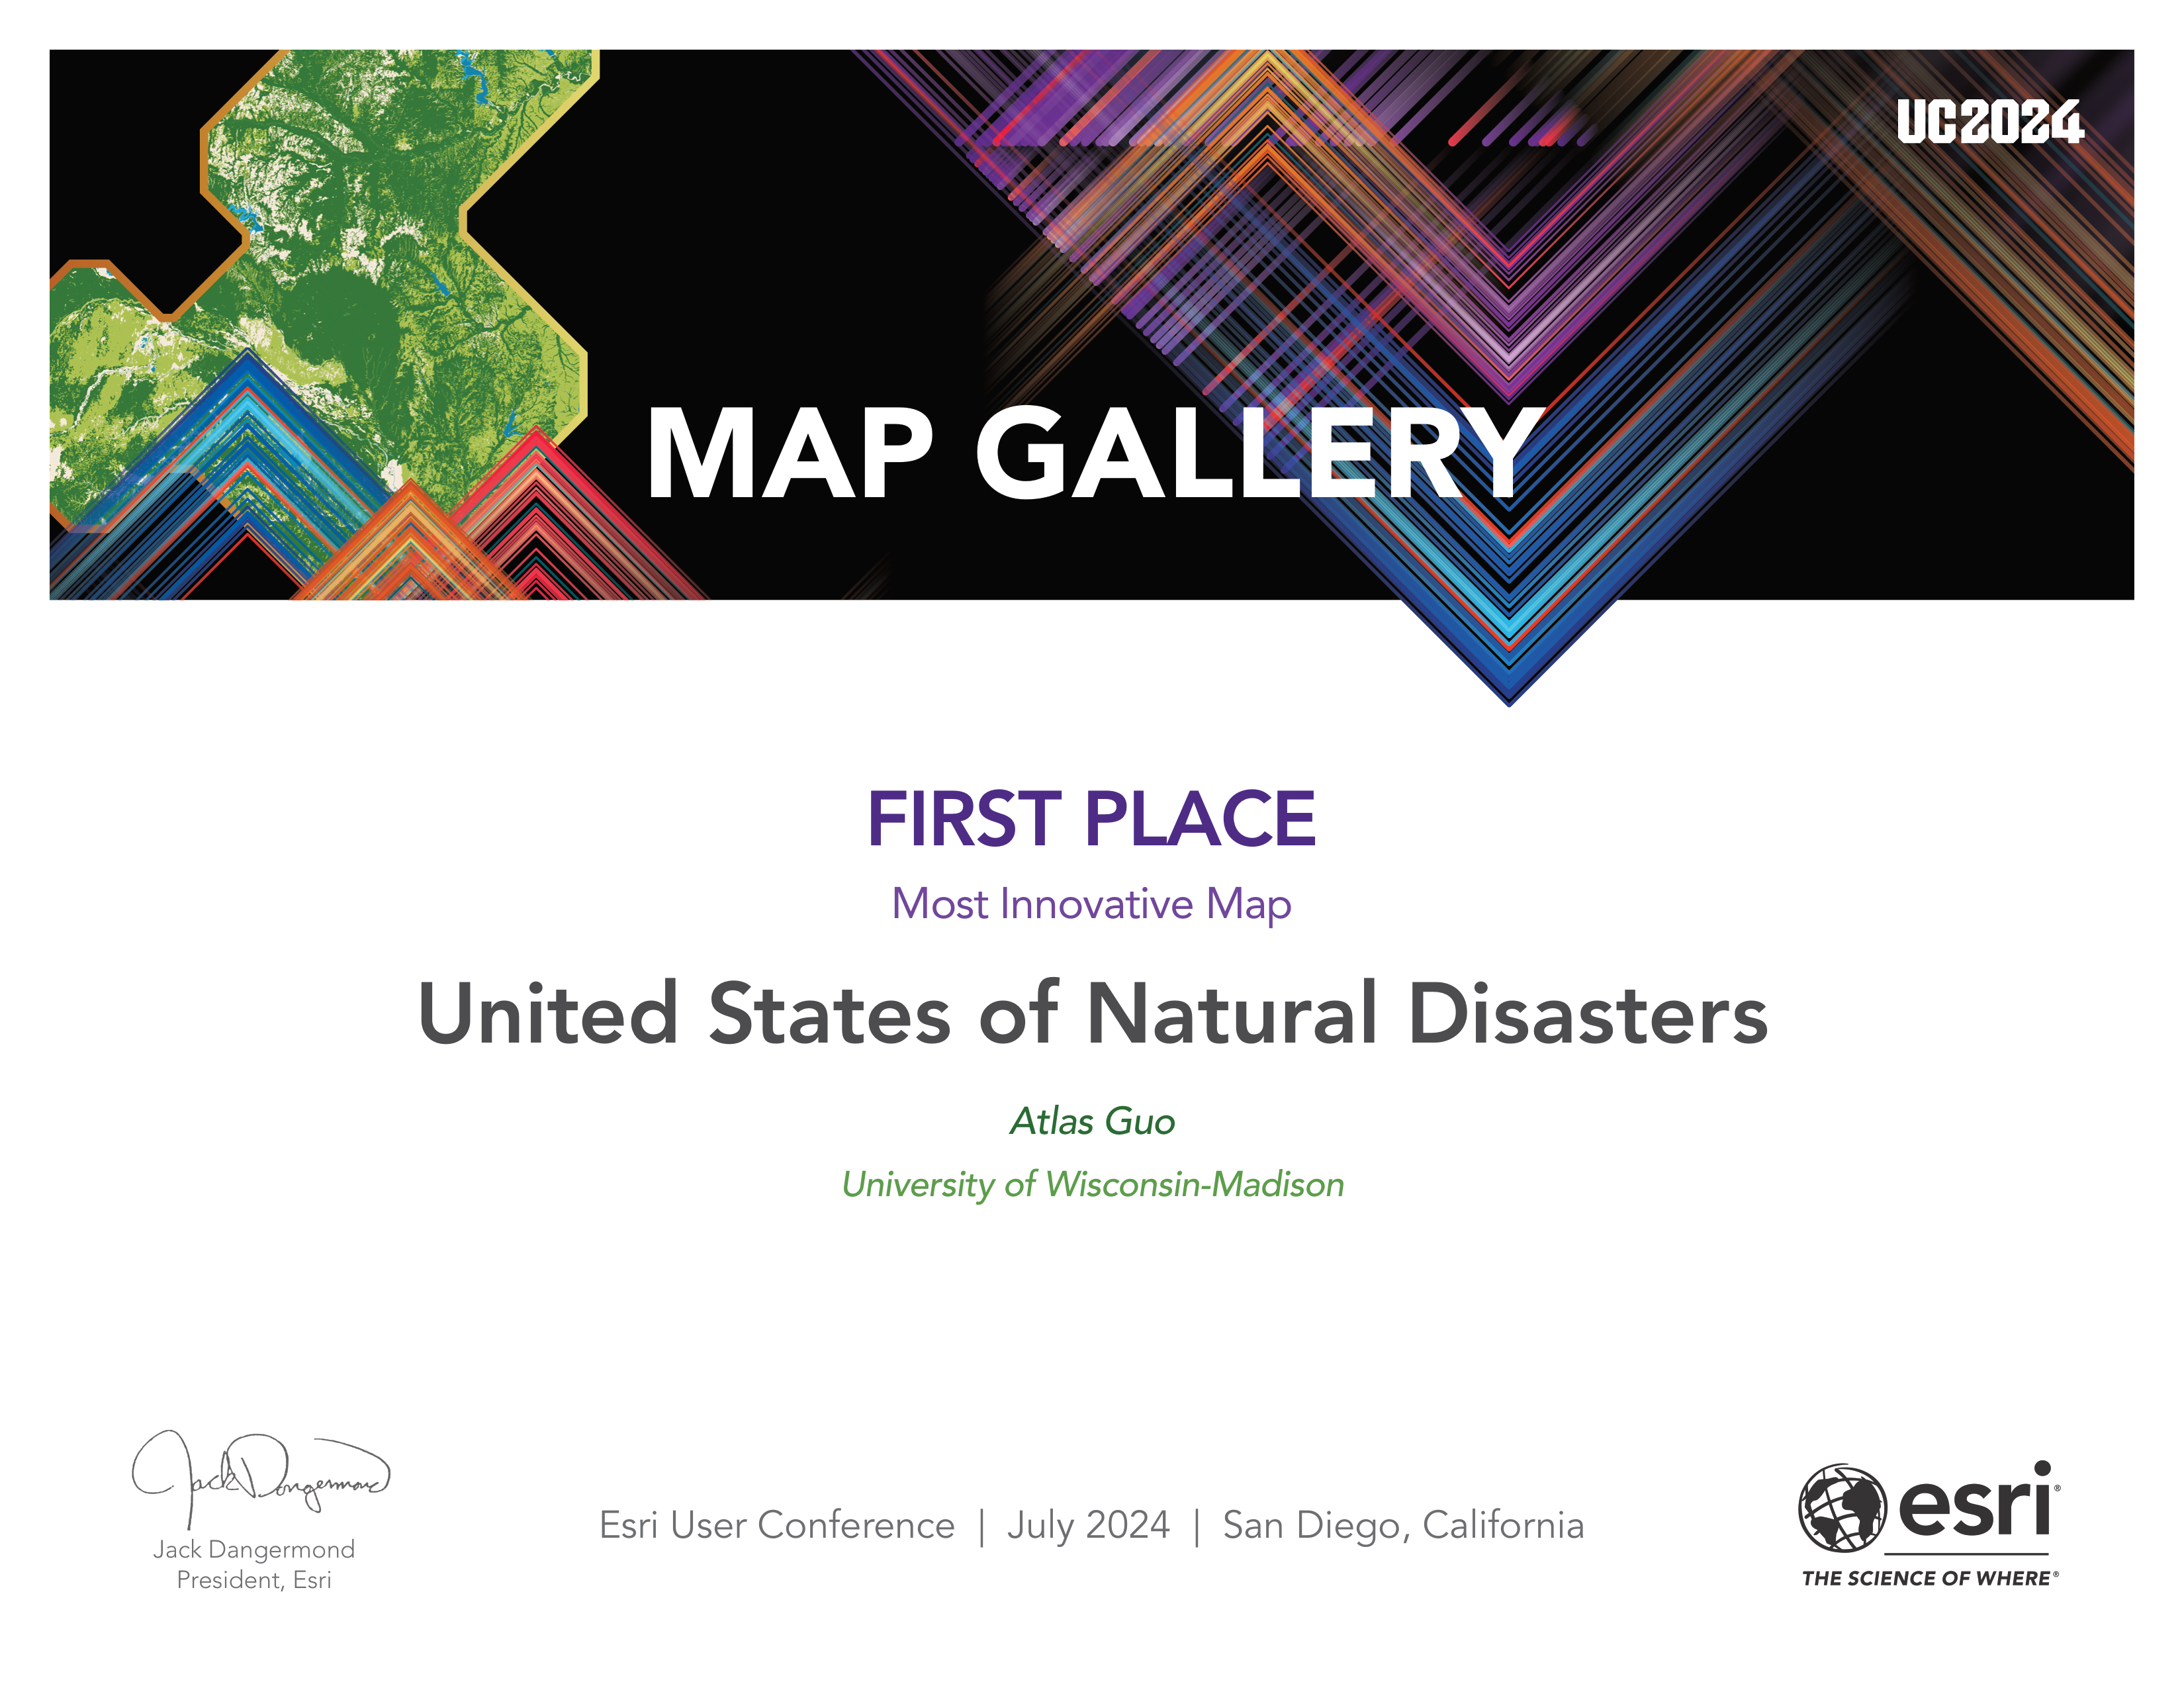 UC2024
MAP GALLERY
FIRST PLACE
Most Innovative Map
United States of Natural Disasters
Atlas Guo
University of Wisconsin-Madison
Jack Dangermond
Jack Dangermond
President, Esri
Esri User Conference | July 2024 | San Diego, California
esri®
THE SCIENCE OF WHERE®